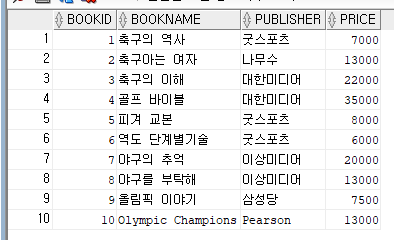 BOOKID BOOKNAME PUBLISHER PRICE
1 1 축구의 역사 굿스포츠 7000
2 2 축구아는 여자 나무수 13000
3 3 축구의 이해 대한미디어 22000
4 4 골프 바이블 대한미디어 35000
5 5 피겨 교본 굿스포츠 8000
6 6 역도 단계별기술 굿스포츠 6000
7 7 야구의 추억 이상미디어 20000
8 8 야구를 부탁해 이상미디어 13000
9 9 올림픽 이야기 삼성당 7500
10 10 Olympic Champions Pearson 13000